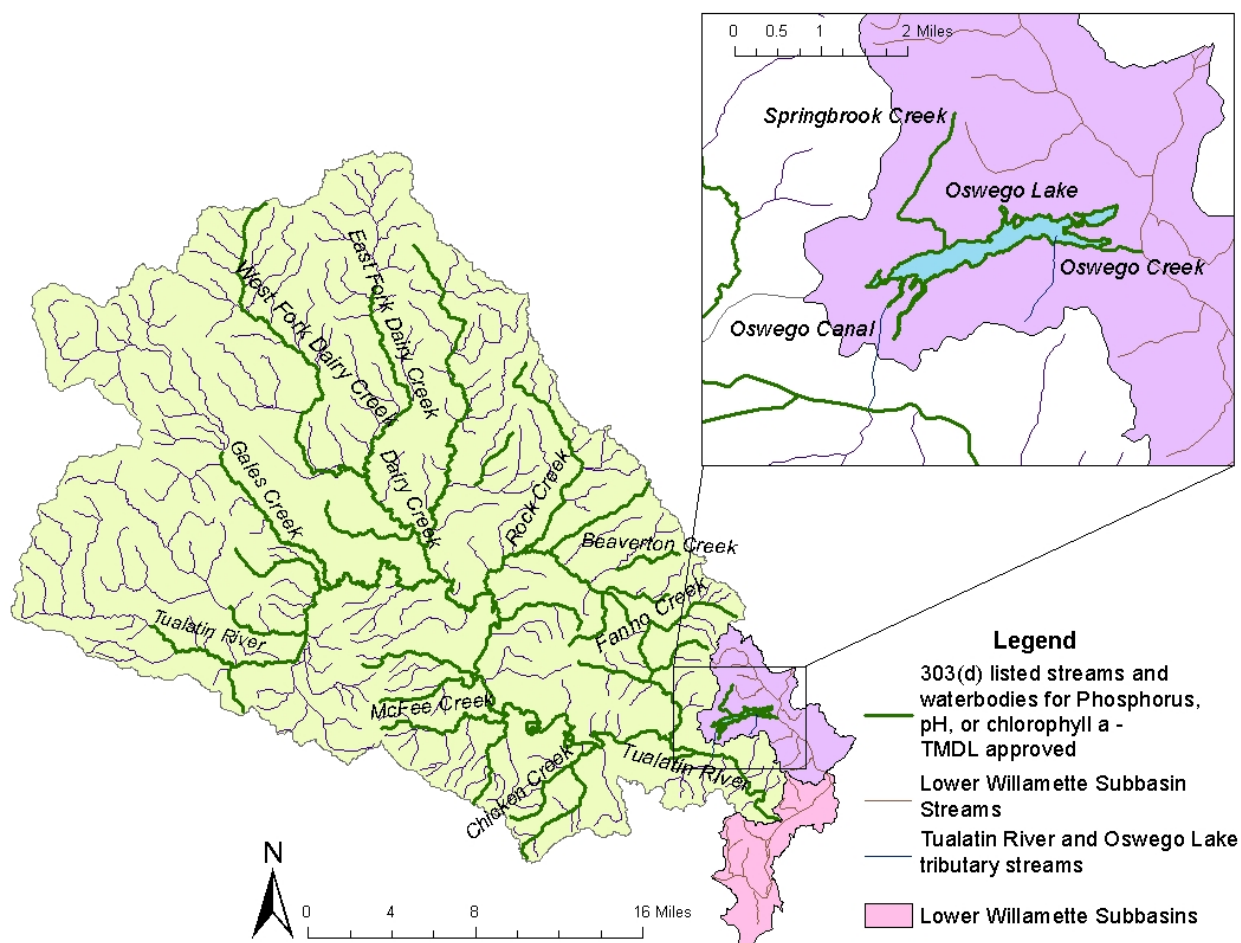 0 0.5 1 2 Miles
Springbrook Creek
Oswego Lake
Oswego Creek
Oswego Canal
West Fork Dairy Creek
East Fork Dairy Creek
Gales Creek
Dairy Creek
Rock Creek
Beaverton Creek
Fanno Creek
Tualatin River
McFee Creek
Chicken Creek
Tualatin River
Legend
303(d) listed streams and
waterbodies for Phosphorus,
pH, or chlorophyll a -
TMDL approved
Lower Willamette Subbasin
Streams
Tualatin River and Oswego Lake
tributary streams
Lower Willamette Subbasins
N
0 4 8 16 Miles